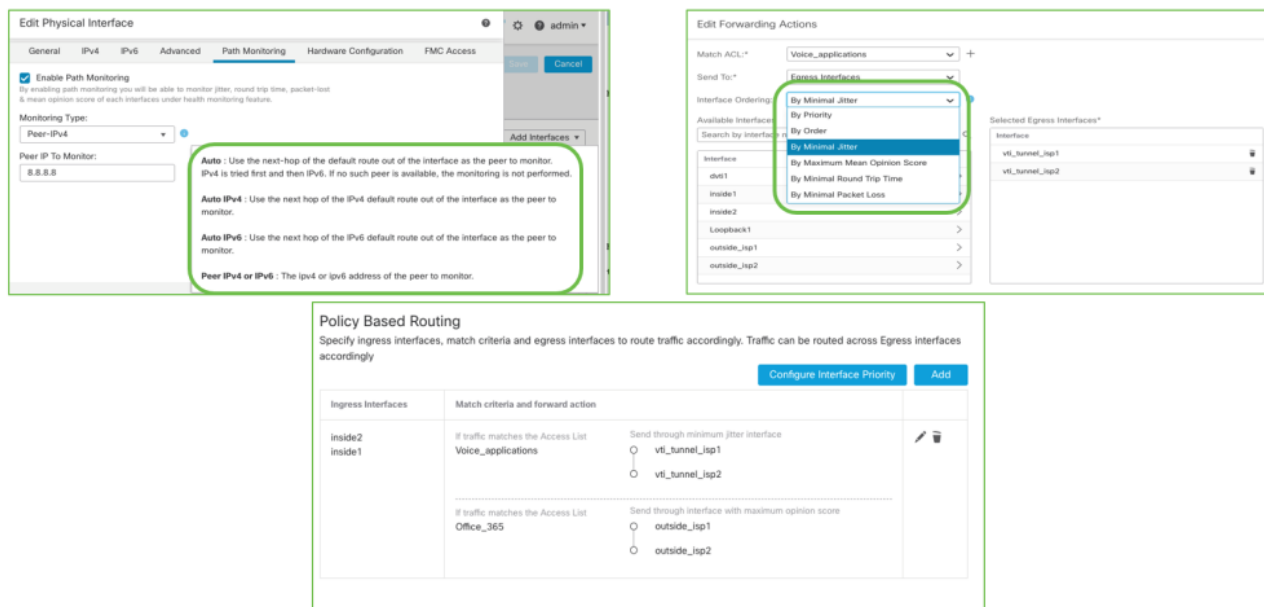 Edit Physical Interface
admin
General IPv4 IPv6 Advanced Path Monitoring Hardware Configuration FMC Access
Save Cancel
Enable Path Monitoring
By enabling path monitoring you will be able to monitor jitter, round trip time, packet-lost
& mean opinion score of each interfaces under health monitoring feature.
Monitoring Type:
Peer-IPv4
Add Interfaces
Peer IP To Monitor:
8.8.8.8
Auto : Use the next-hop of the default route out of the interface as the peer to monitor.
IPv4 is tried first and then IPv6. If no such peer is available, the monitoring is not performed.
Auto IPv4 : Use the next hop of the IPv4 default route out of the interface as the peer to
monitor.
Auto IPv6 : Use the next hop of the IPv6 default route out of the interface as the peer to
monitor.
Peer IPv4 or IPv6 : The ipv4 or ipv6 address of the peer to monitor.
Edit Forwarding Actions
Match ACL:* Voice_applications
Send To:* Egress Interfaces
Interface Ordering: By Minimal Jitter
By Priority
By Order
By Minimal Jitter
By Maximum Mean Opinion Score
By Minimal Round Trip Time
By Minimal Packet Loss
Available Interfaces
Search by interface
Interface
dvti1
inside1
inside2
Loopback1
outside_isp1
outside_isp2
Selected Egress Interfaces*
Interface
vti_tunnel_isp1
vti_tunnel_isp2
Policy Based Routing
Specify ingress interfaces, match criteria and egress interfaces to route traffic accordingly. Traffic can be routed across Egress interfaces
accordingly
Configure Interface Priority Add
Ingress Interfaces Match criteria and forward action
inside2
inside1
If traffic matches the Access List
Voice_applications
Send through minimum jitter interface
vti_tunnel_isp1
vti_tunnel_isp2
If traffic matches the Access List
Office_365
Send through interface with maximum opinion score
outside_isp1
outside_isp2